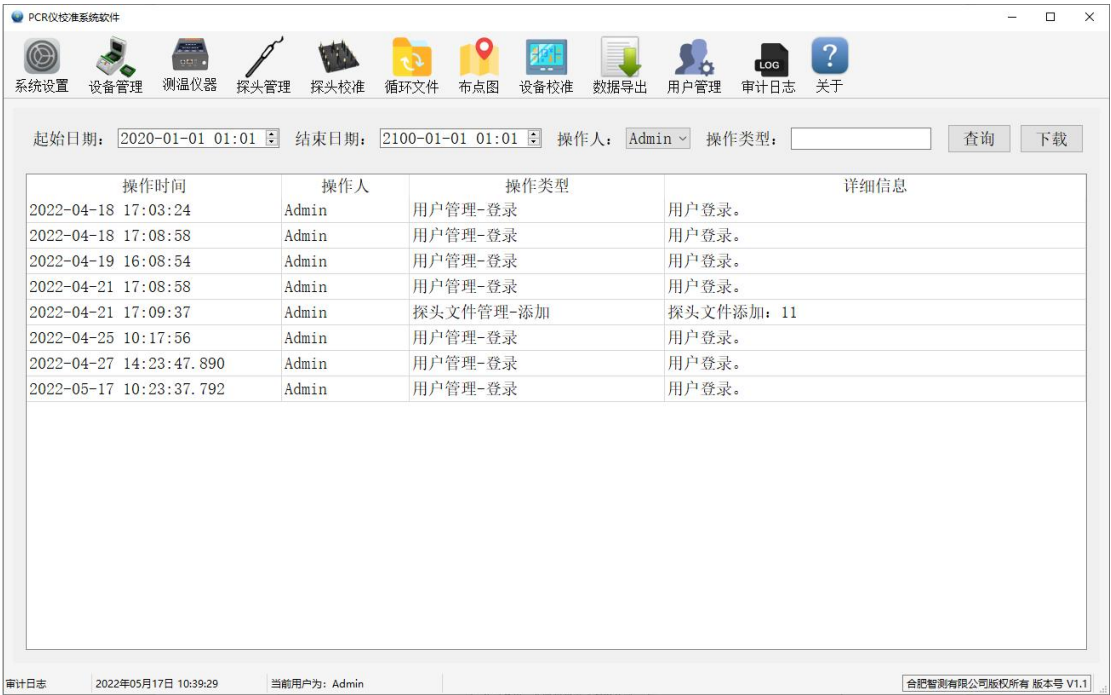 PCR仪校准系统软件
系统设置 设备管理 测温仪器 探头管理 探头校准 循环文件 布点图 设备校准 数据导出 用户管理 LOG 审计日志 ? 关于
起始日期： 2020-01-01 01:01 结束日期： 2100-01-01 01:01 操作人： Admin 操作类型： 查询 下载
操作时间 操作人 操作类型 详细信息
2022-04-18 17:03:24 Admin 用户管理-登录 用户登录。
2022-04-18 17:08:58 Admin 用户管理-登录 用户登录。
2022-04-19 16:08:54 Admin 用户管理-登录 用户登录。
2022-04-21 17:08:58 Admin 用户管理-登录 用户登录。
2022-04-21 17:09:37 Admin 探头文件管理-添加 探头文件添加：11
2022-04-25 10:17:56 Admin 用户管理-登录 用户登录。
2022-04-27 14:23:47.890 Admin 用户管理-登录 用户登录。
2022-05-17 10:23:37.792 Admin 用户管理-登录 用户登录。
审计日志 2022年05月17日 10:39:29 当前用户为：Admin 合肥智测有限公司版权所有 版本号 V1.1